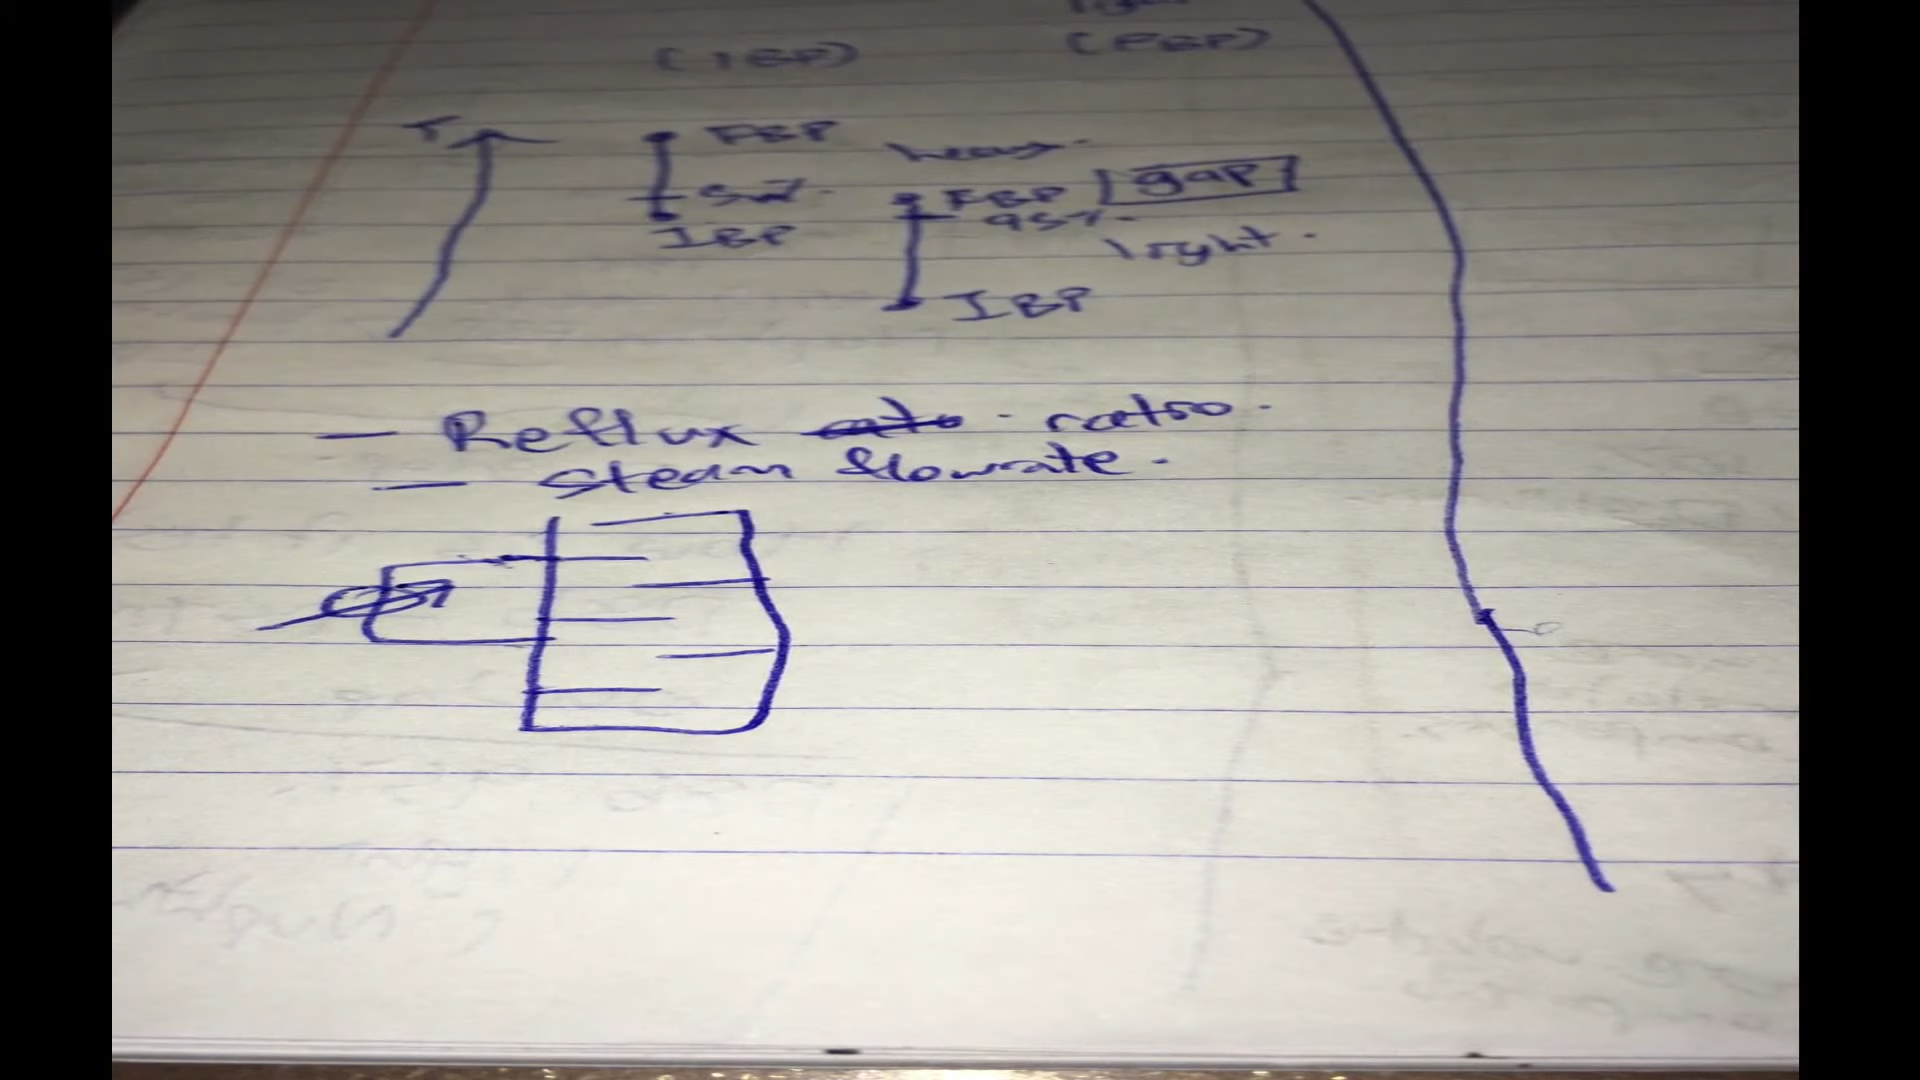 (IBP) (FBP)
T FBP
heavy.
5%. FBP [gap]
IBP 95%.
light.
IBP
- Reflux ratio.
- Steam flowrate.